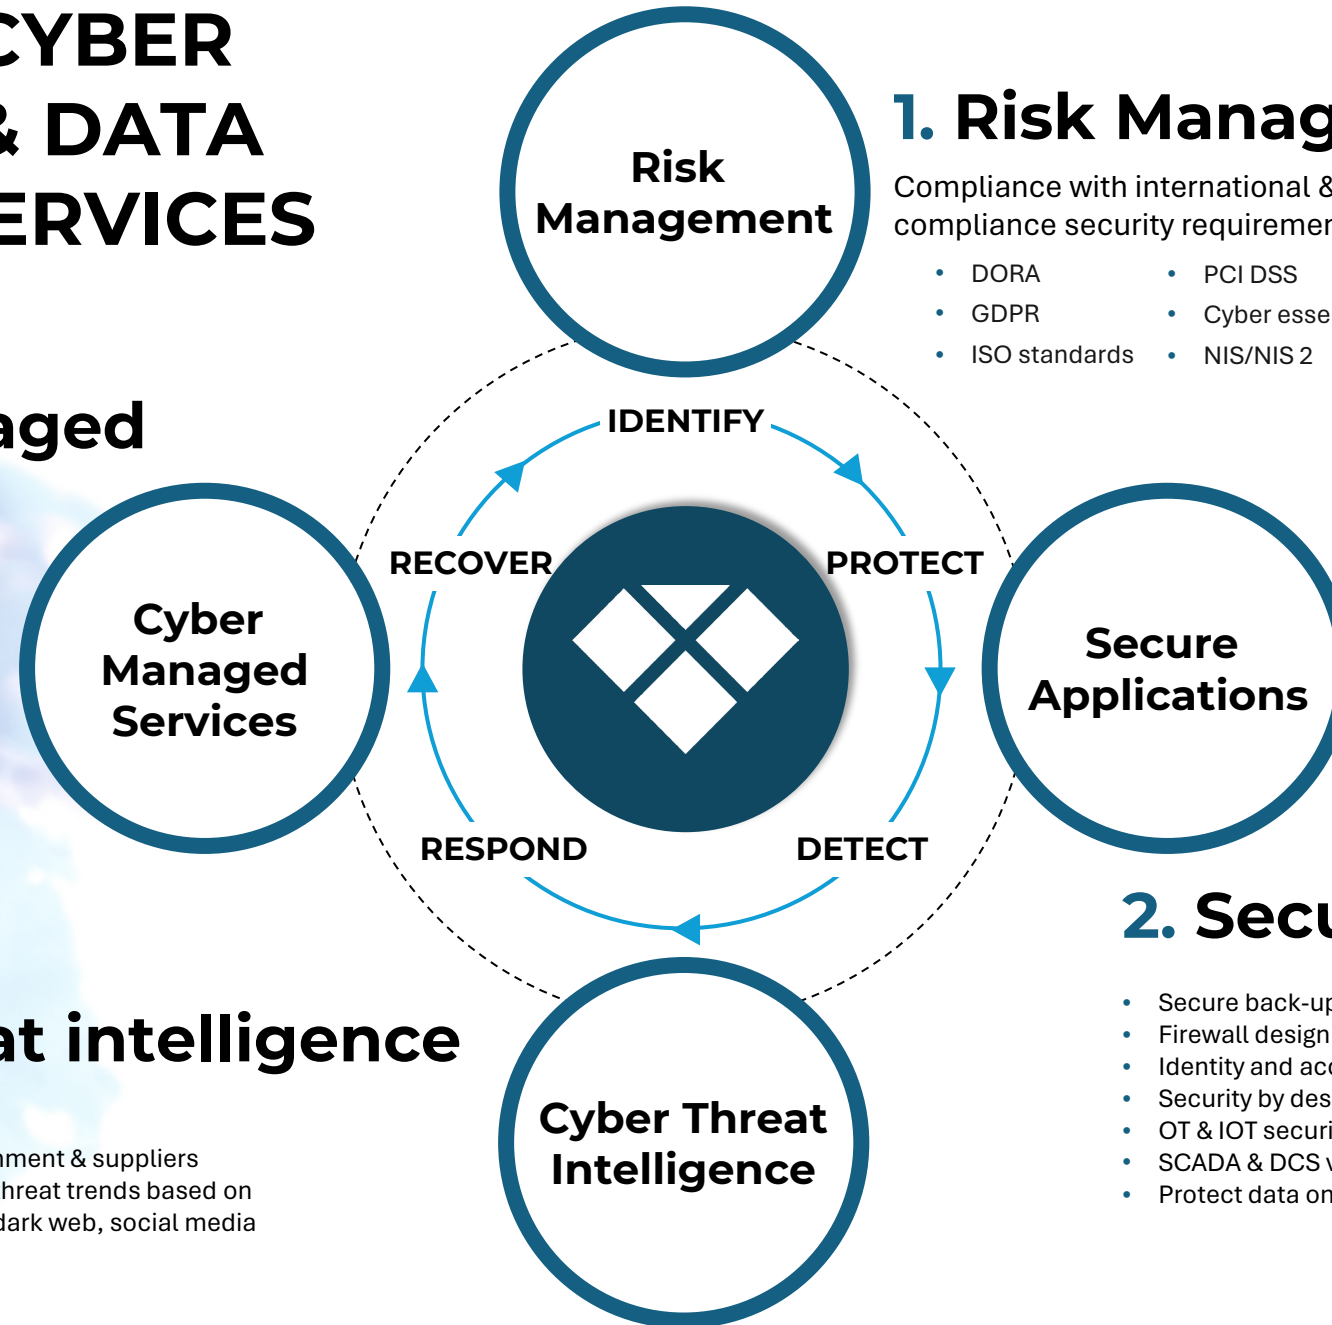 CYBER
& DATA
ERVICES
Risk
Management
1. Risk Manag
Compliance with international &
compliance security requiremen
• DORA
• GDPR
• ISO standards
• PCI DSS
• Cyber esse
• NIS/NIS 2
aged
IDENTIFY
RECOVER
PROTECT
RESPOND
DETECT
Cyber
Managed
Services
Secure
Applications
2. Secu
• Secure back-up
• Firewall design
• Identity and acc
• Security by des
• OT & IOT securi
• SCADA & DCS v
• Protect data on
at intelligence
nment & suppliers
threat trends based on
dark web, social media
Cyber Threat
Intelligence